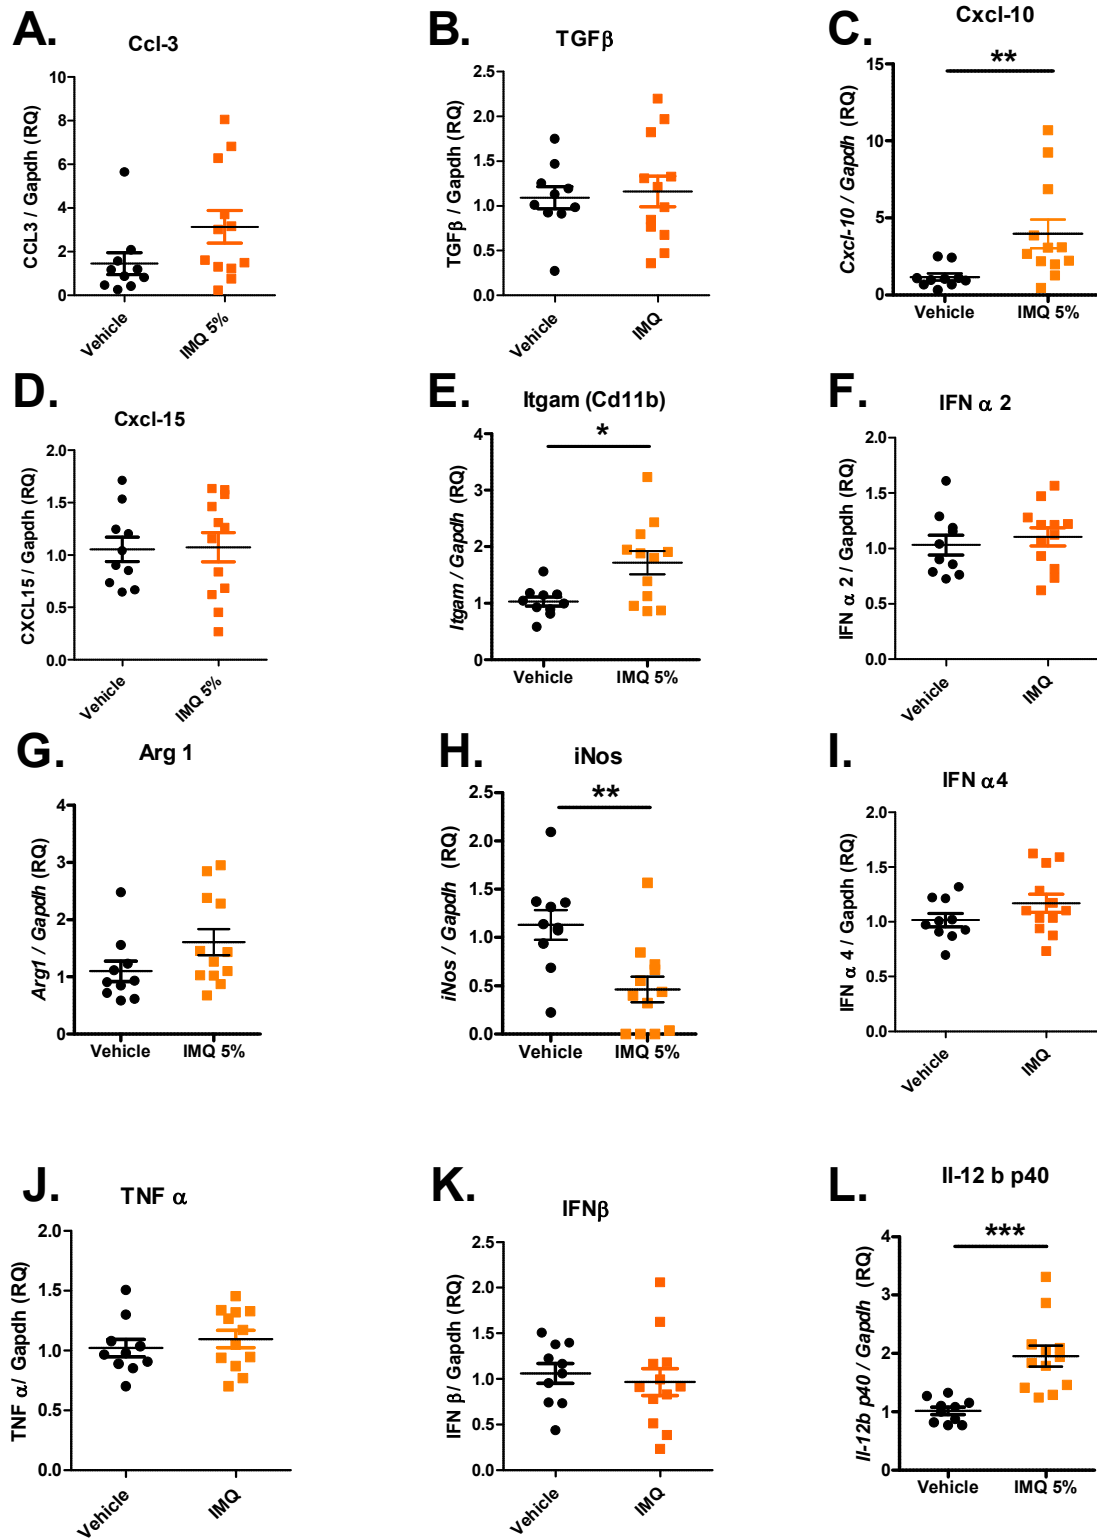 A.
Ccl-3
CCL3 / Gapdh (RQ)
10
8
6
4
2
0
Vehicle
IMQ 5%
B.
TGFβ
TGFβ / Gapdh (RQ)
2.5
2.0
1.5
1.0
0.5
0.0
Vehicle
IMQ
C.
Cxcl-10
Cxcl-10 / Gapdh (RQ)
15
10
5
0
**
Vehicle
IMQ 5%
D.
Cxcl-15
CXCL15 / Gapdh (RQ)
2.0
1.5
1.0
0.5
0.0
Vehicle
IMQ 5%
E.
Itgam (Cd11b)
Itgam / Gapdh (RQ)
4
3
2
1
0
*
Vehicle
IMQ 5%
F.
IFN α 2
IFN α 2 / Gapdh (RQ)
2.0
1.5
1.0
0.5
0.0
Vehicle
IMQ
G.
Arg 1
Arg1 / Gapdh (RQ)
4
3
2
1
0
Vehicle
IMQ 5%
H.
iNos
iNos / Gapdh (RQ)
2.5
2.0
1.5
1.0
0.5
0.0
**
Vehicle
IMQ 5%
I.
IFN α4
IFN α 4 / Gapdh (RQ)
2.0
1.5
1.0
0.5
0.0
Vehicle
IMQ
J.
TNF α
TNF α/ Gapdh (RQ)
2.0
1.5
1.0
0.5
0.0
Vehicle
IMQ
K.
IFNβ
IFN β/ Gapdh (RQ)
2.5
2.0
1.5
1.0
0.5
0.0
Vehicle
IMQ
L.
Il-12 b p40
Il-12b p40 / Gapdh (RQ)
4
3
2
1
0
***
Vehicle
IMQ 5%